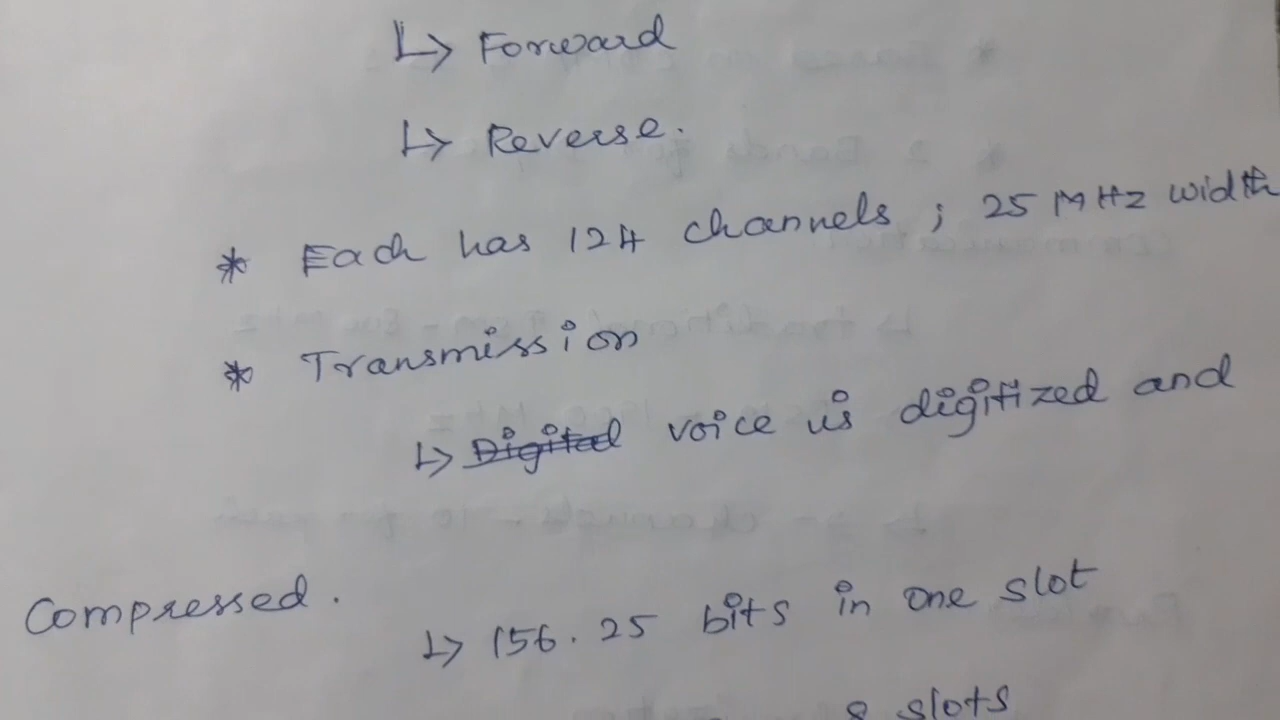 ↳ Forward
↳ Reverse.
* Each has 124 channels ; 25 MHz width
* Transmission
↳ Digital voice is digitized and
compressed.
↳ 156.25 bits in one slot
8 slots